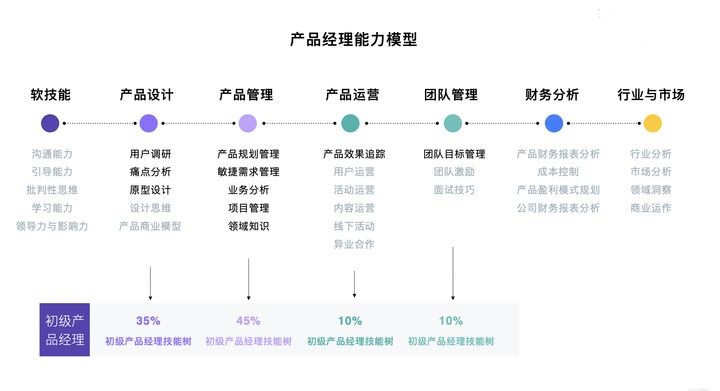 产品经理能力模型
软技能
产品设计
产品管理
产品运营
团队管理
财务分析
行业与市场
沟通能力
引导能力
批判性思维
学习能力
领导力与影响力
用户调研
痛点分析
原型设计
设计思维
产品商业模型
产品规划管理
敏捷需求管理
业务分析
项目管理
领域知识
产品效果追踪
用户运营
活动运营
内容运营
线下活动
异业合作
团队目标管理
团队激励
面试技巧
产品财务报表分析
成本控制
产品盈利模式规划
公司财务报表分析
行业分析
市场分析
领域洞察
商业运作
初级产
品经理
35%
初级产品经理技能树
45%
初级产品经理技能树
10%
初级产品经理技能树
10%
初级产品经理技能树